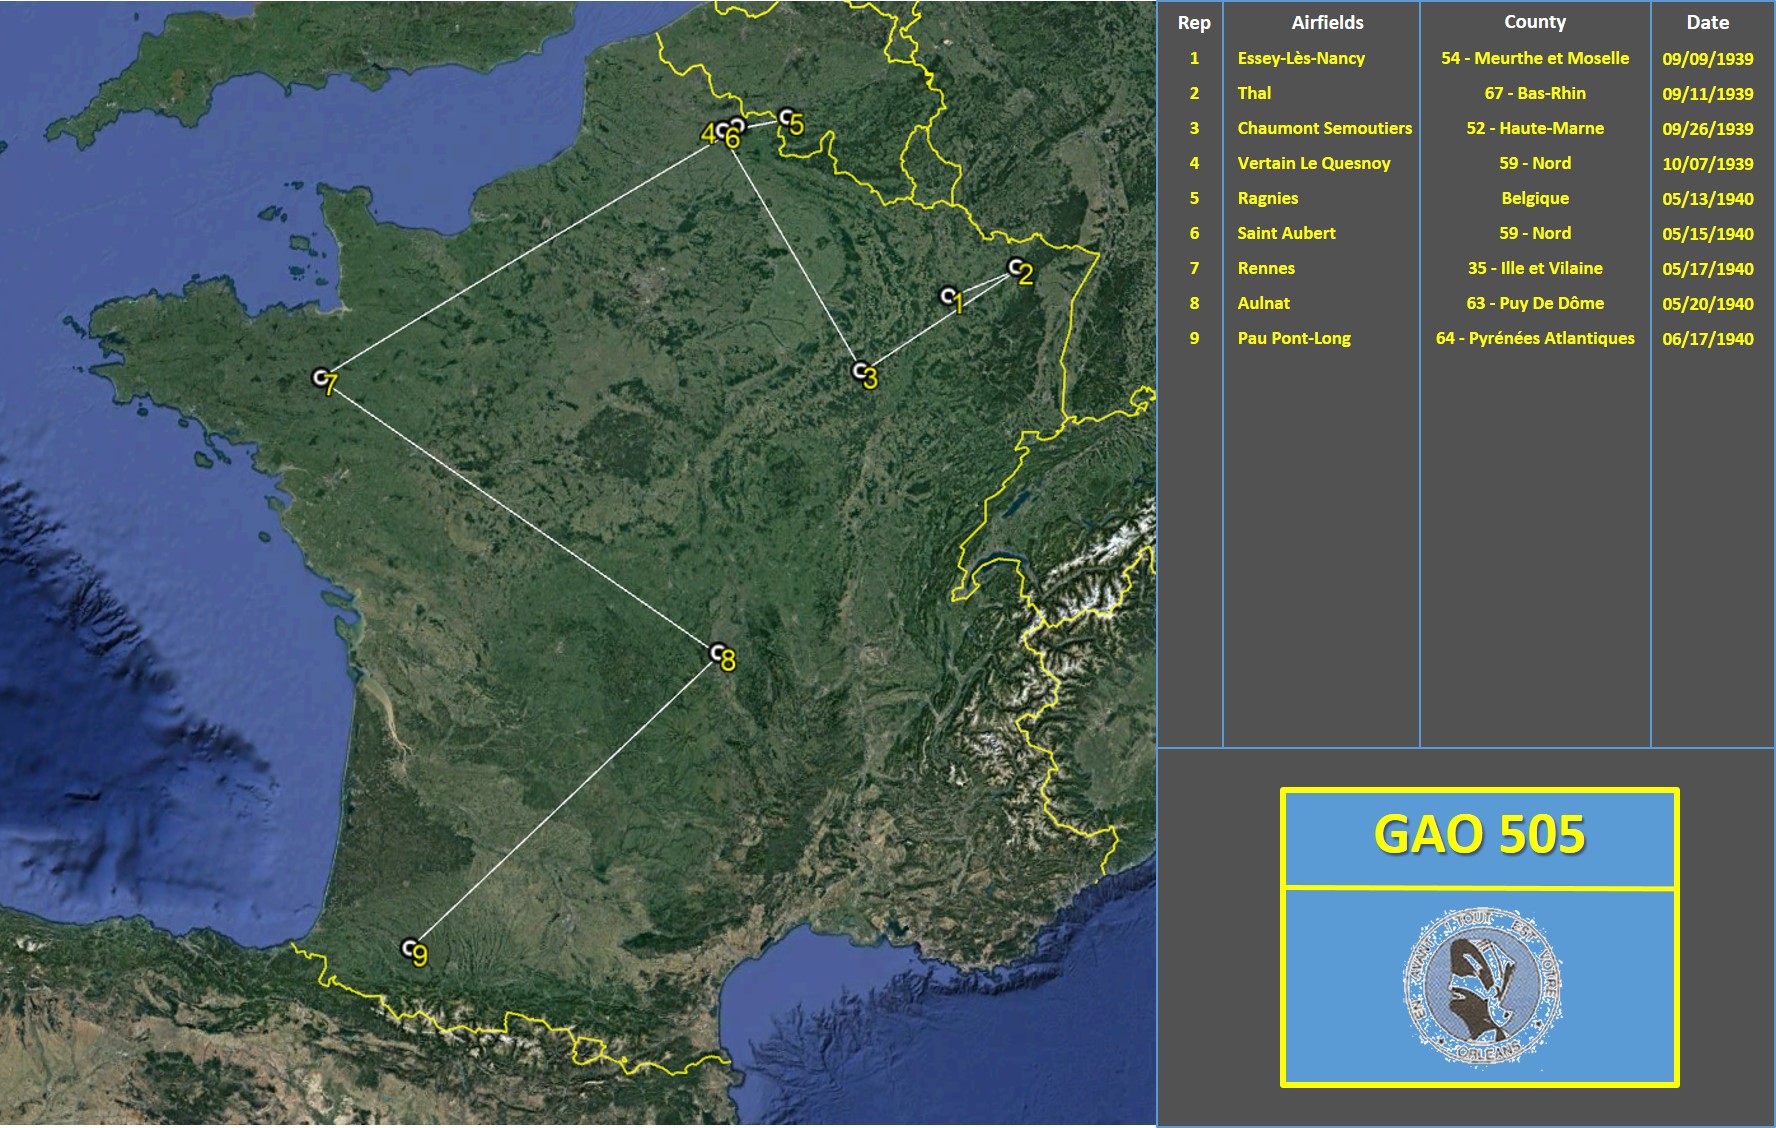 Rep Airfields County Date
1 Essey-Lès-Nancy 54 - Meurthe et Moselle 09/09/1939
2 Thal 67 - Bas-Rhin 09/11/1939
3 Chaumont Semoutiers 52 - Haute-Marne 09/26/1939
4 Vertain Le Quesnoy 59 - Nord 10/07/1939
5 Ragnies Belgique 05/13/1940
6 Saint Aubert 59 - Nord 05/15/1940
7 Rennes 35 - Ille et Vilaine 05/17/1940
8 Aulnat 63 - Puy De Dôme 05/20/1940
9 Pau Pont-Long 64 - Pyrénées Atlantiques 06/17/1940
4
6
5
2
1
3
7
8
9
GAO 505
EN AVANT TOUT EST VOTRE
ORLEANS